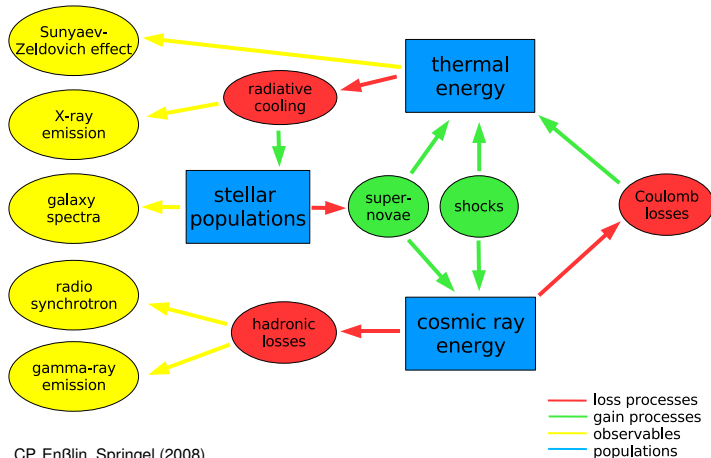 Sunyaev-
Zeldovich effect
thermal
energy
radiative
cooling
X-ray
emission
stellar
populations
super-
novae
shocks
Coulomb
losses
galaxy
spectra
radio
synchrotron
hadronic
losses
cosmic ray
energy
gamma-ray
emission
loss processes
gain processes
observables
populations
CP, Enßlin, Springel (2008)